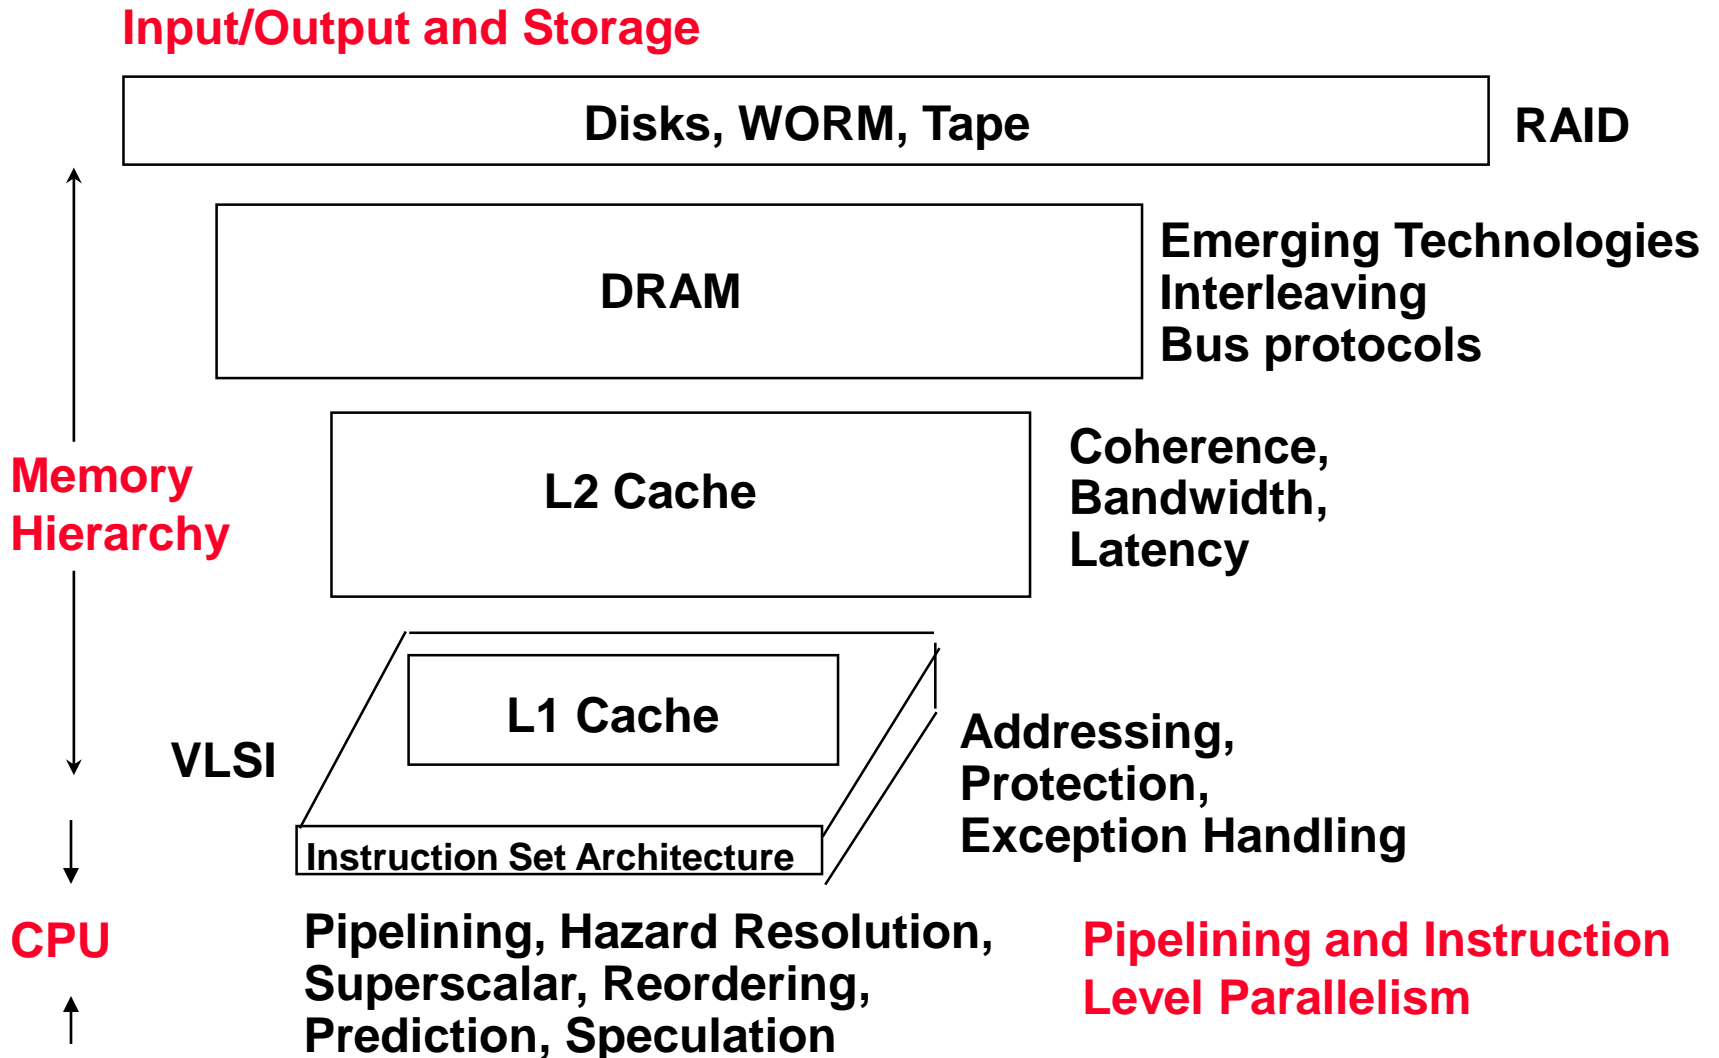 Input/Output and Storage
Disks, WORM, Tape
RAID
DRAM
Emerging Technologies
Interleaving
Bus protocols
Memory
Hierarchy
L2 Cache
Coherence,
Bandwidth,
Latency
VLSI
L1 Cache
Addressing,
Protection,
Exception Handling
Instruction Set Architecture
CPU
Pipelining, Hazard Resolution,
Superscalar, Reordering,
Prediction, Speculation
Pipelining and Instruction
Level Parallelism